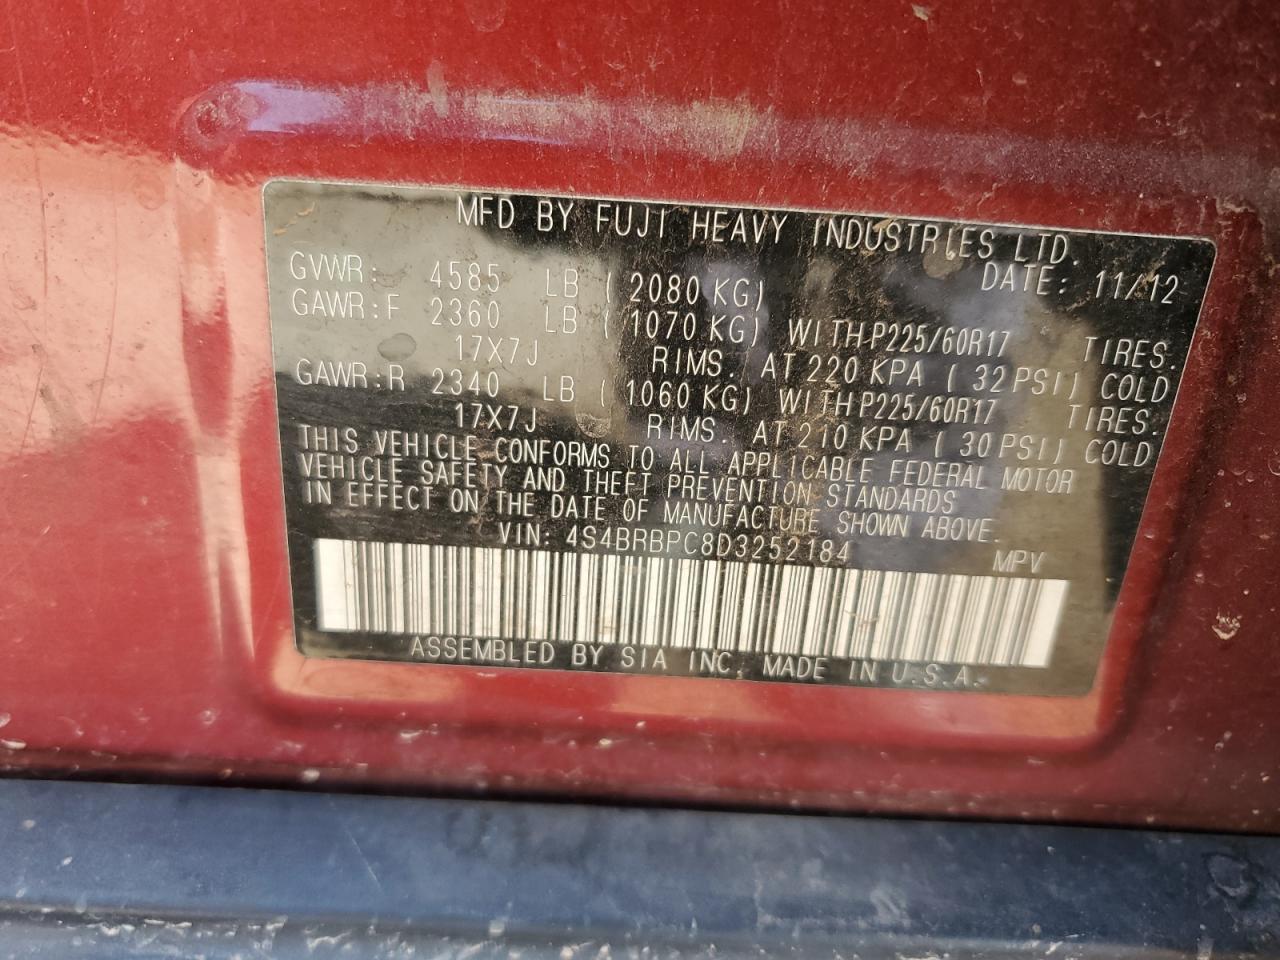 MFD BY FUJI HEAVY INDUSTRIES LTD.
DATE: 11/12
GVWR: 4585 LB ( 2080 KG)
GAWR:F 2360 LB ( 1070 KG) WITH P225/60R17 TIRES.
17X7J RIMS. AT 220 KPA ( 32 PSI) COLD
GAWR:R 2340 LB ( 1060 KG) WITH P225/60R17 TIRES.
17X7J RIMS. AT 210 KPA ( 30 PSI) COLD
THIS VEHICLE CONFORMS TO ALL APPLICABLE FEDERAL MOTOR
VEHICLE SAFETY AND THEFT PREVENTION STANDARDS
IN EFFECT ON THE DATE OF MANUFACTURE SHOWN ABOVE.
VIN: 4S4BRBPC8D3252184 MPV
ASSEMBLED BY SIA INC, MADE IN U.S.A.